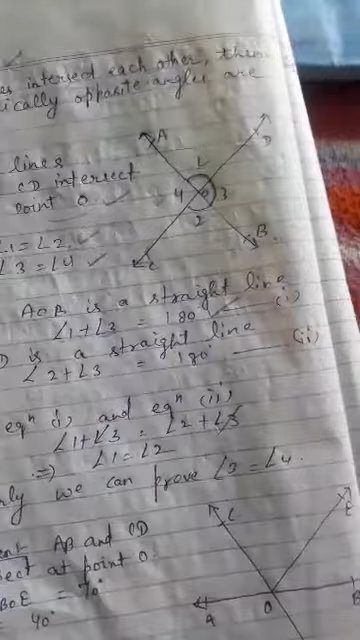 es intersect each other, then
ically opposite angles are
lines
CD intersect
point O
∠1 = ∠2
∠3 = ∠4
A
D
1
4
3
2
B
C
AOB is a straight line
∠1+∠3 = 180° — (i)
D is a straight line
∠2+∠3 = 180° — (ii)
eqⁿ (i) and eqⁿ (ii)
∠1+∠3 = ∠2+∠3
⇒ ∠1=∠2
rly we can prove ∠3 = ∠4.
AB and CD
sect at point O.
BOE = 70°
= 40°
C
E
A
O
B